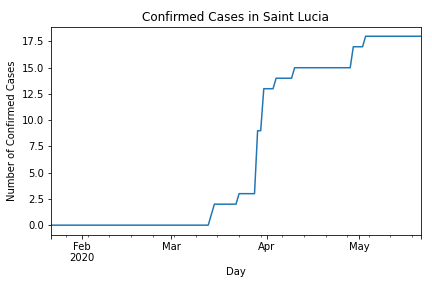 Confirmed Cases in Saint Lucia
Number of Confirmed Cases
17.5
15.0
12.5
10.0
7.5
5.0
2.5
0.0
Feb
2020
Mar
Apr
May
Day